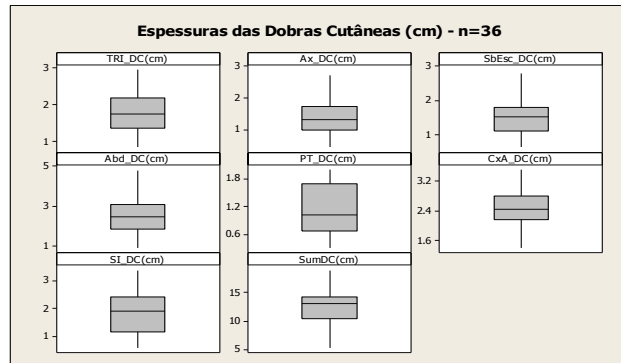 Espessuras das Dobras Cutâneas (cm) - n=36
TRI_DC(cm)
3
2
1
Ax_DC(cm)
3
2
1
SbEsc_DC(cm)
3
2
1
Abd_DC(cm)
5
3
1
PT_DC(cm)
1.8
1.2
0.6
CxA_DC(cm)
3.2
2.4
1.6
SI_DC(cm)
3
2
1
SumDC(cm)
15
10
5